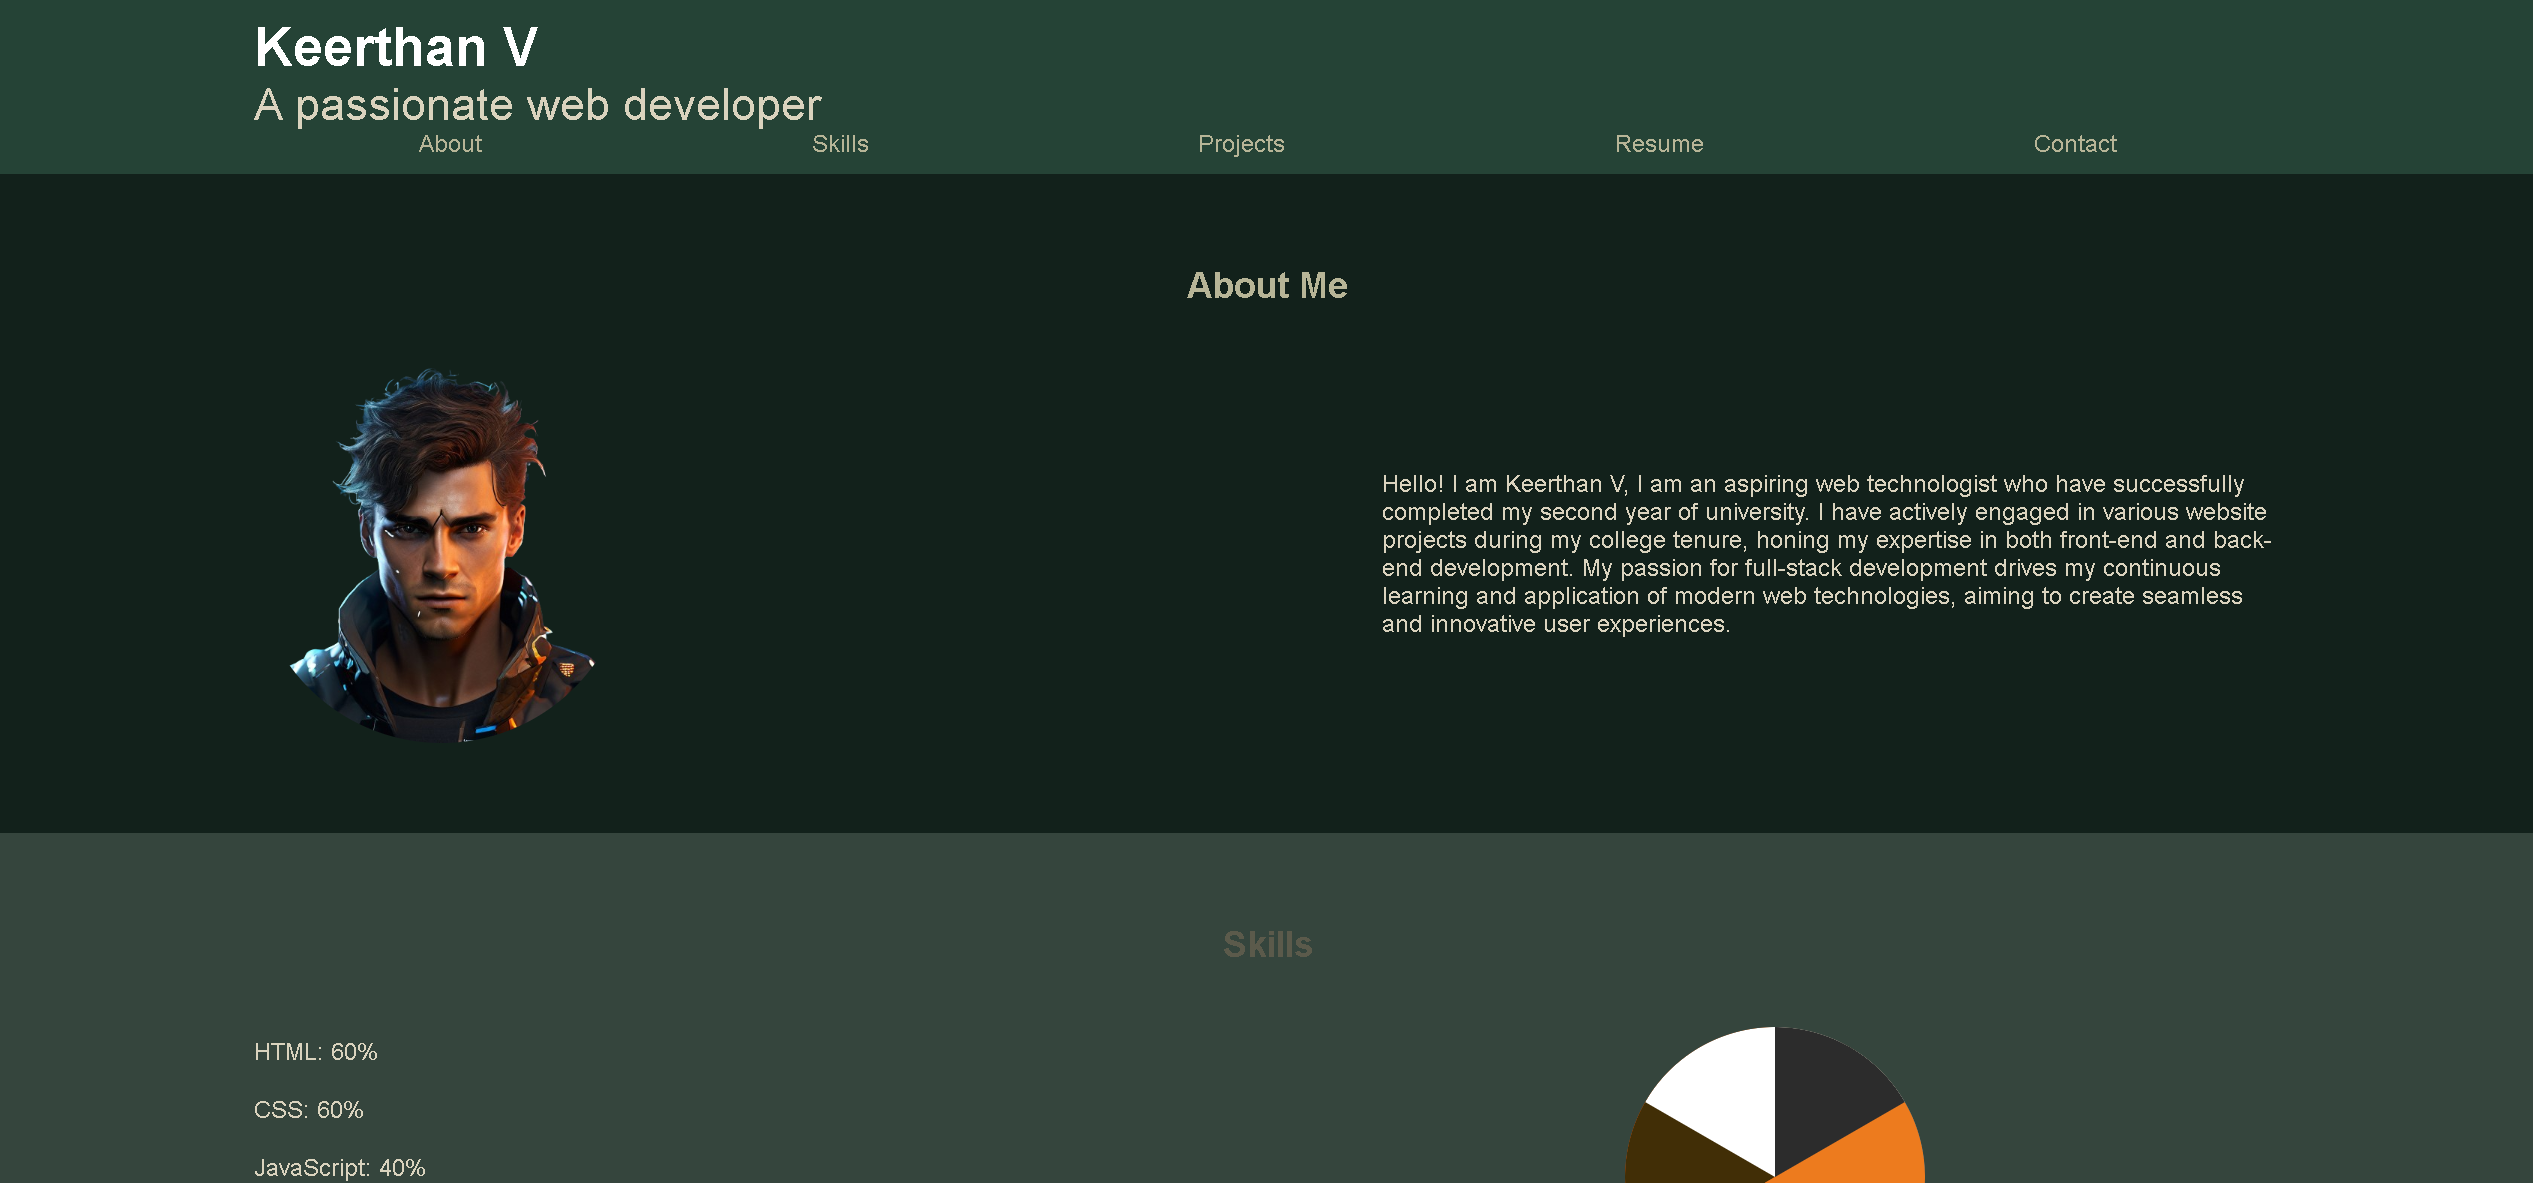 Keerthan V
A passionate web developer
About Skills Projects Resume Contact
About Me
Hello! I am Keerthan V, I am an aspiring web technologist who have successfully
completed my second year of university. I have actively engaged in various website
projects during my college tenure, honing my expertise in both front-end and back-
end development. My passion for full-stack development drives my continuous
learning and application of modern web technologies, aiming to create seamless
and innovative user experiences.
Skills
HTML: 60%
CSS: 60%
JavaScript: 40%